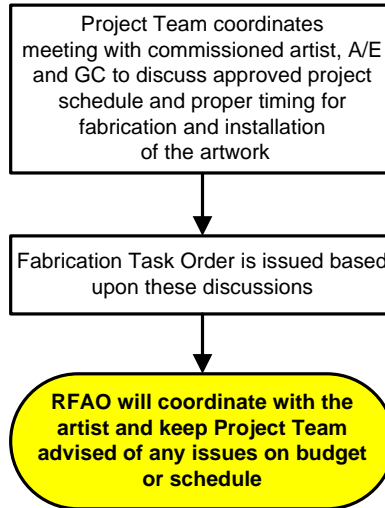 Project Team coordinates
meeting with commissioned artist, A/E
and GC to discuss approved project
schedule and proper timing for
fabrication and installation
of the artwork
Fabrication Task Order is issued based
upon these discussions
RFAO will coordinate with the
artist and keep Project Team
advised of any issues on budget
or schedule